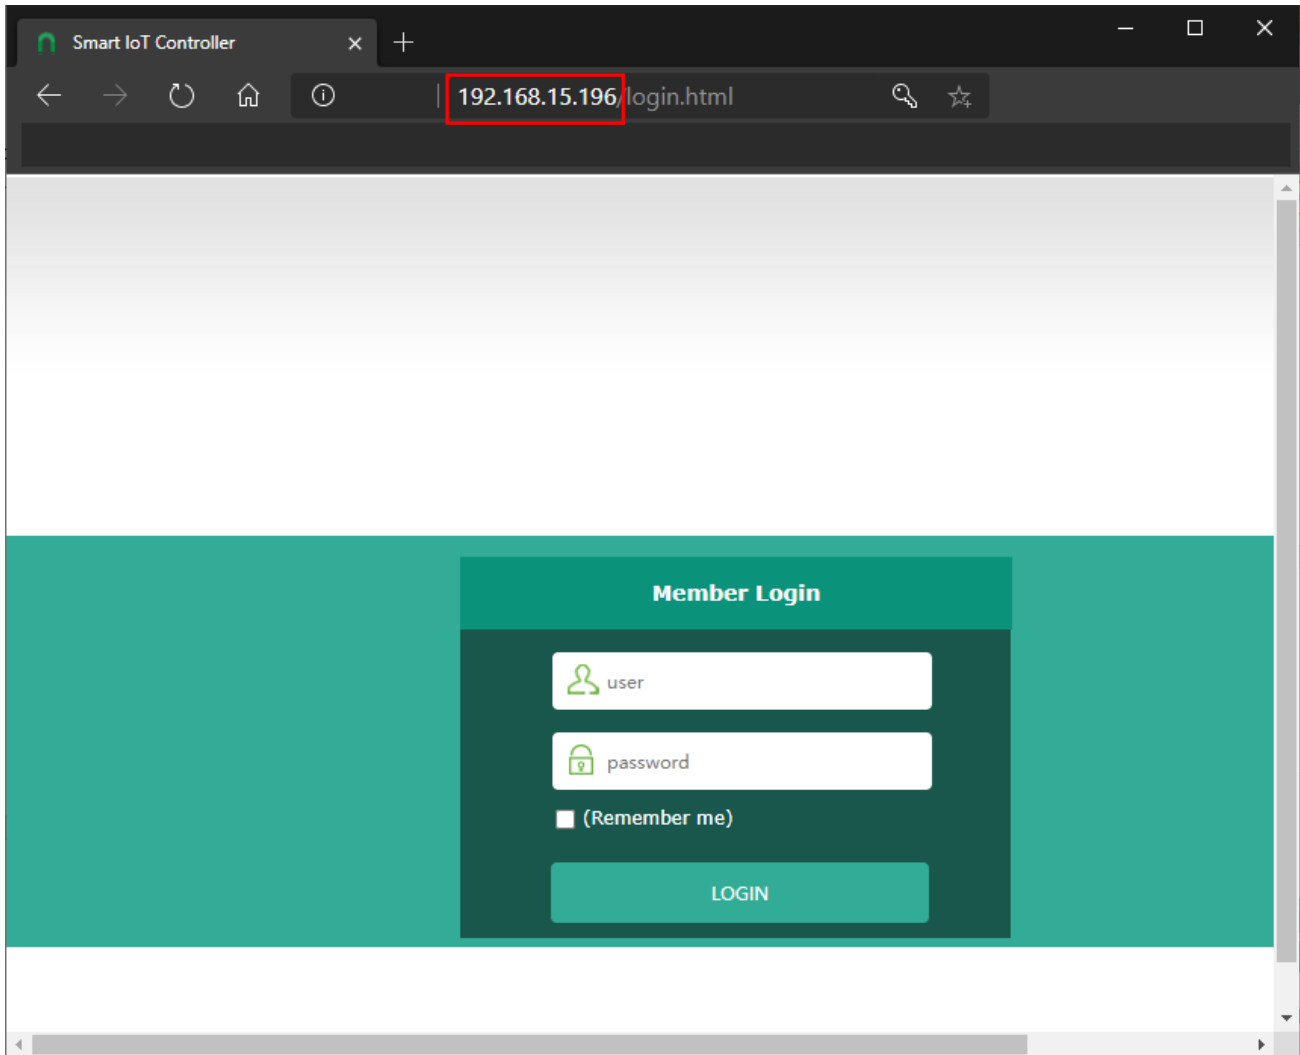 Smart IoT Controller
192.168.15.196/login.html
Member Login
user
password
(Remember me)
LOGIN